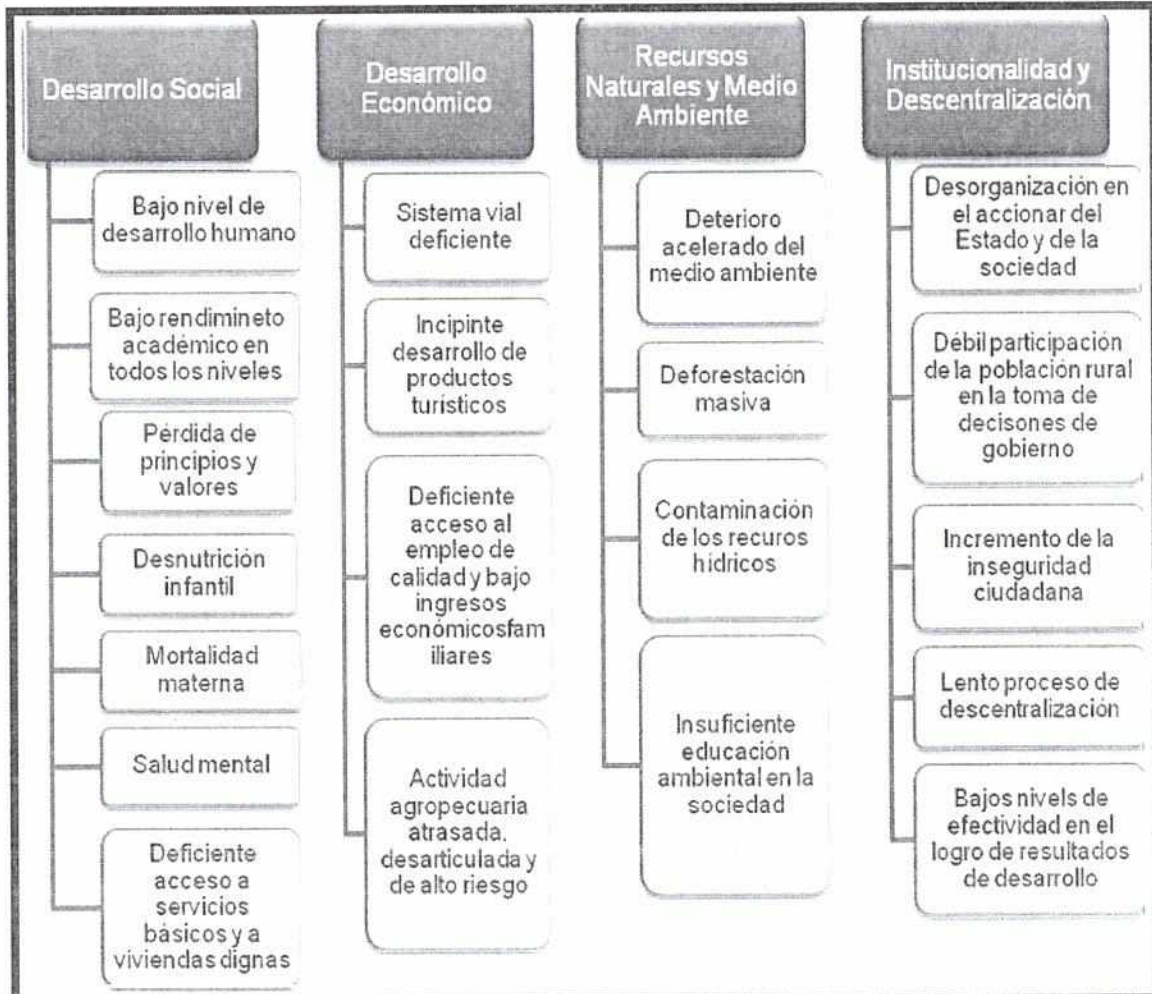 Desarrollo Social
Bajo nivel de
desarrollo humano
Bajo rendimineto
académico en
todos los niveles
Pérdida de
principios y
valores
Desnutrición
infantil
Mortalidad
materna
Salud mental
Deficiente
acceso a
servicios
básicos y a
viviendas dignas
Desarrollo
Económico
Sistema vial
deficiente
Incipinte
desarrollo de
productos
turísticos
Deficiente
acceso al
empleo de
calidad y bajo
ingresos
económicosfam
iliares
Actividad
agropecuaria
atrasada,
desarticulada y
de alto riesgo
Recursos
Naturales y Medio
Ambiente
Deterioro
acelerado del
medio ambiente
Deforestación
masiva
Contaminación
de los recuros
hídricos
Insuficiente
educación
ambiental en la
sociedad
Institucionalidad y
Descentralización
Desorganización en
el accionar del
Estado y de la
sociedad
Débil participación
de la población rural
en la toma de
decisones de
gobierno
Incremento de la
inseguridad
ciudadana
Lento proceso de
descentralización
Bajos nivels de
efectividad en el
logro de resultados
de desarrollo